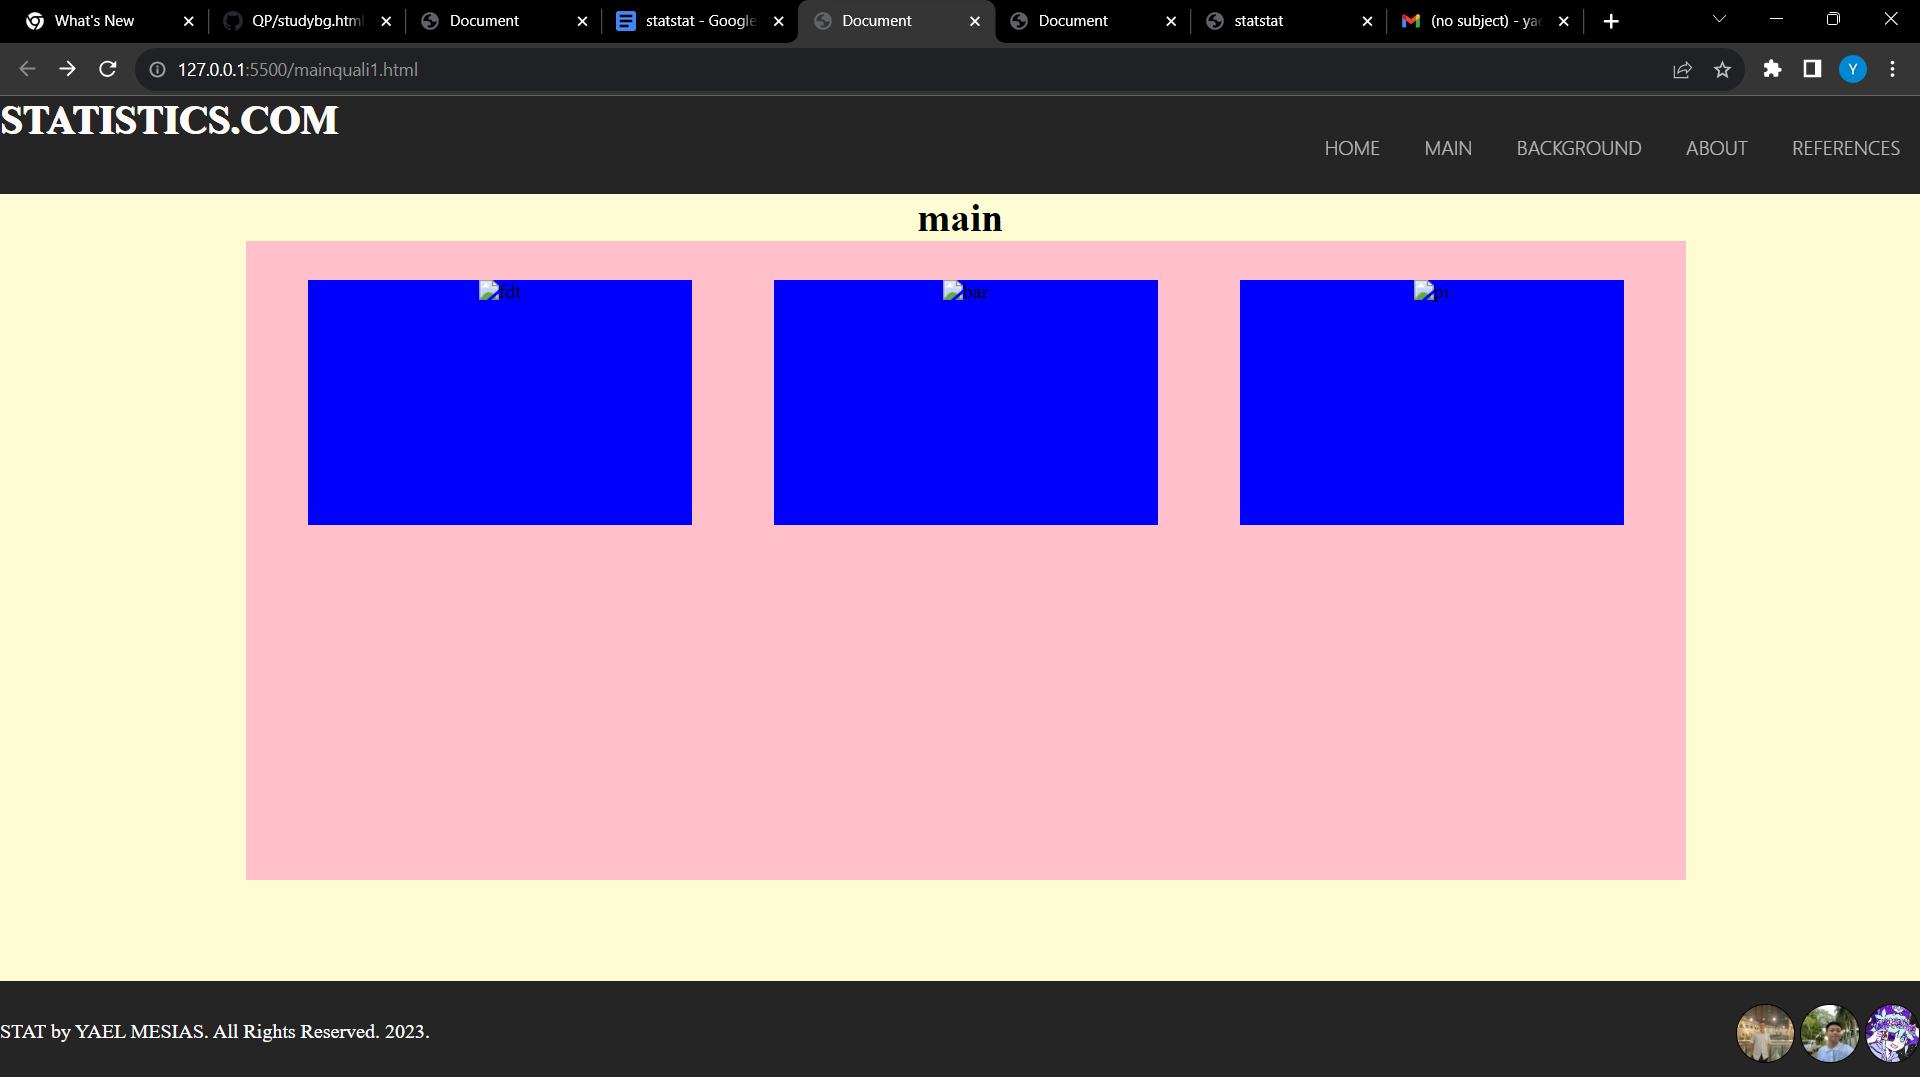 What's New
QP/studybg.html
Document
statstat - Google
Document
Document
statstat
(no subject) - yae
127.0.0.1:5500/mainquali1.html
Y
STATISTICS.COM
HOME MAIN BACKGROUND ABOUT REFERENCES
main
fdt bar pi
STAT by YAEL MESIAS. All Rights Reserved. 2023.